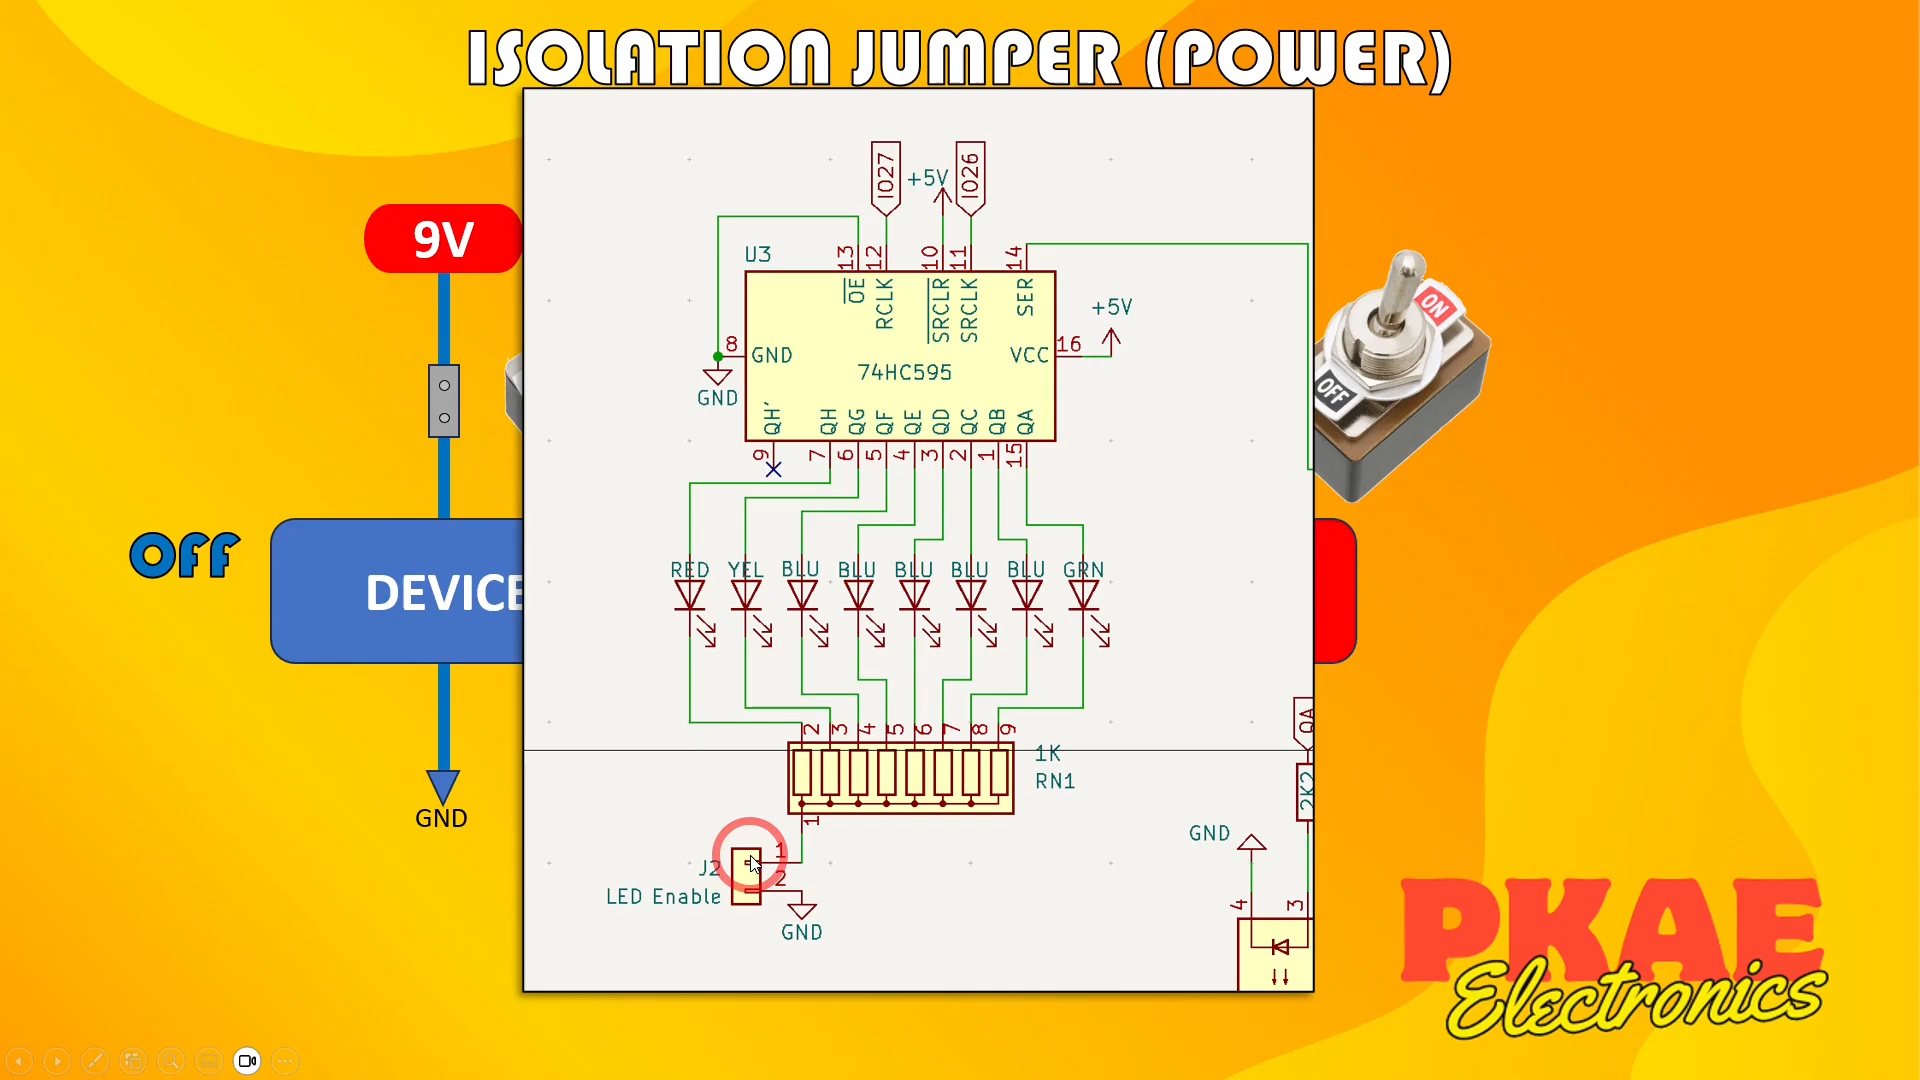 ISOLATION JUMPER (POWER)
IO27
+5V
IO26
9V
U3
13
12
10
11
14
OE
RCLK
SRCLR
SRCLK
SER
+5V
ON
8
GND
VCC
16
74HC595
GND
OFF
QH'
QH
QG
QF
QE
QD
QC
QB
QA
9
7
6
5
4
3
2
1
15
OFF
DEVICE
RED
YEL
BLU
BLU
BLU
BLU
BLU
GRN
2
3
4
5
6
7
8
9
QA
1K
RN1
2K2
GND
1
GND
1
J2
2
LED Enable
4
3
GND
PKAE
Electronics